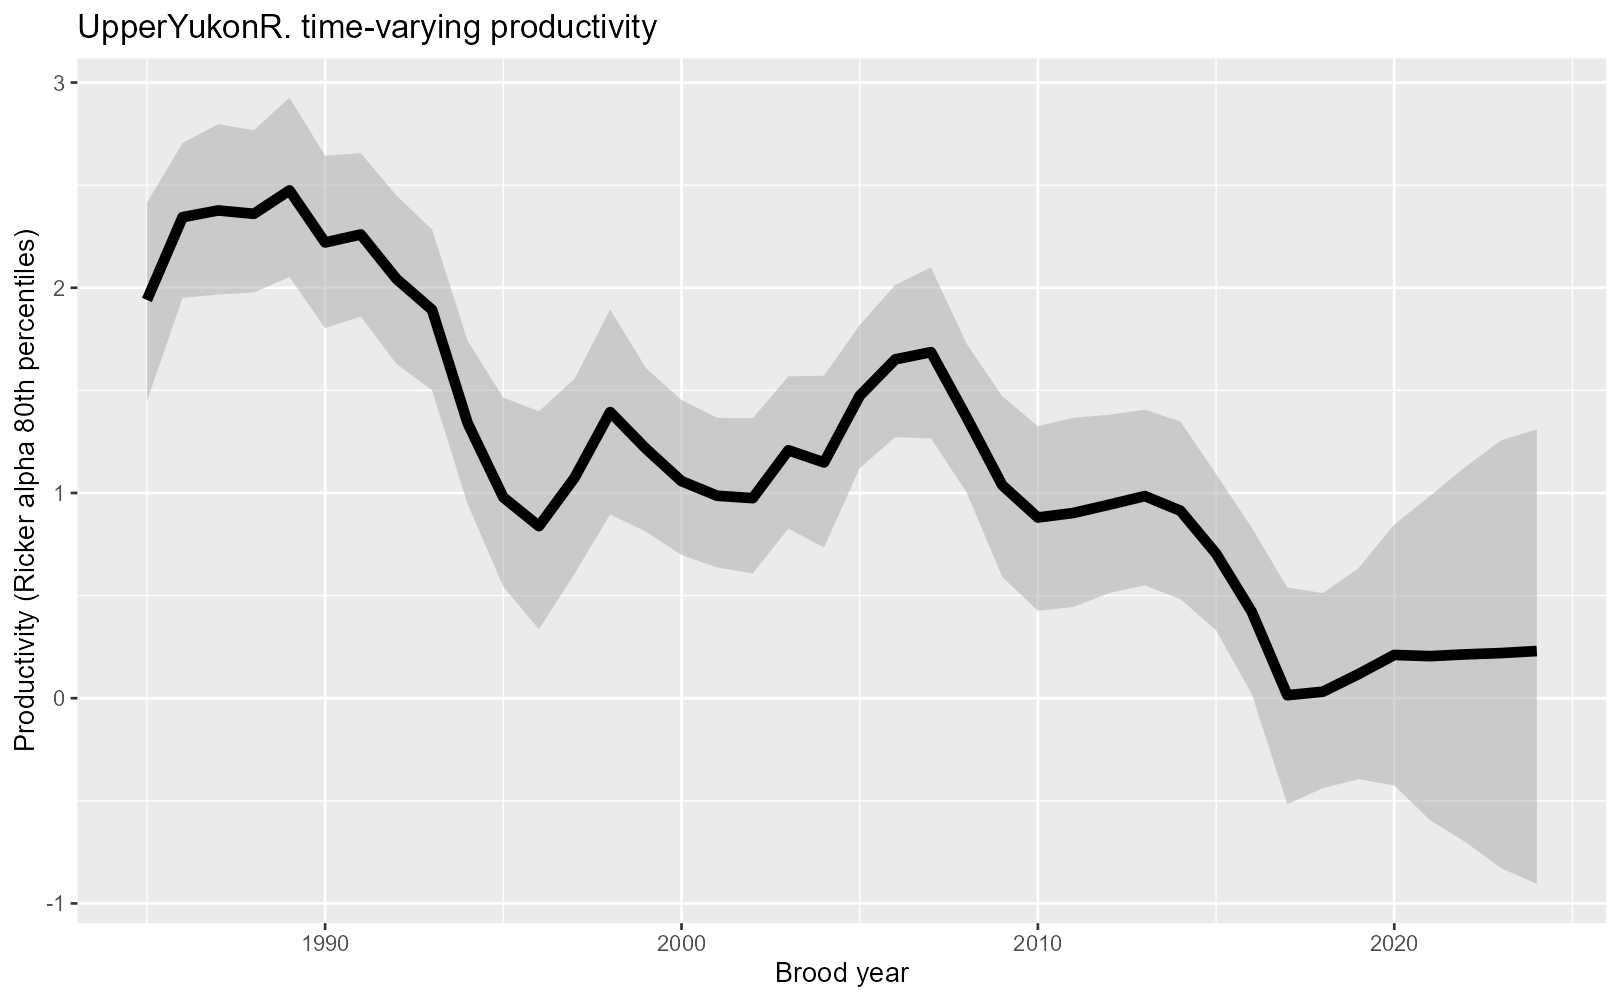 UpperYukonR. time-varying productivity
Productivity (Ricker alpha 80th percentiles)
3
2
1
0
-1
1990 2000 2010 2020
Brood year